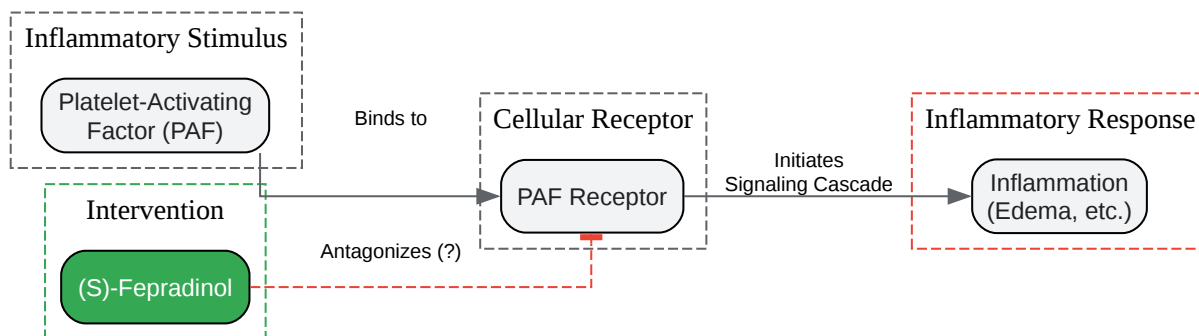 Inflammatory Stimulus
Platelet-Activating
Factor (PAF)
Binds to
Cellular Receptor
PAF Receptor
Initiates
Signaling Cascade
Inflammatory Response
Inflammation
(Edema, etc.)
Intervention
(S)-Fepradinol
Antagonizes (?)